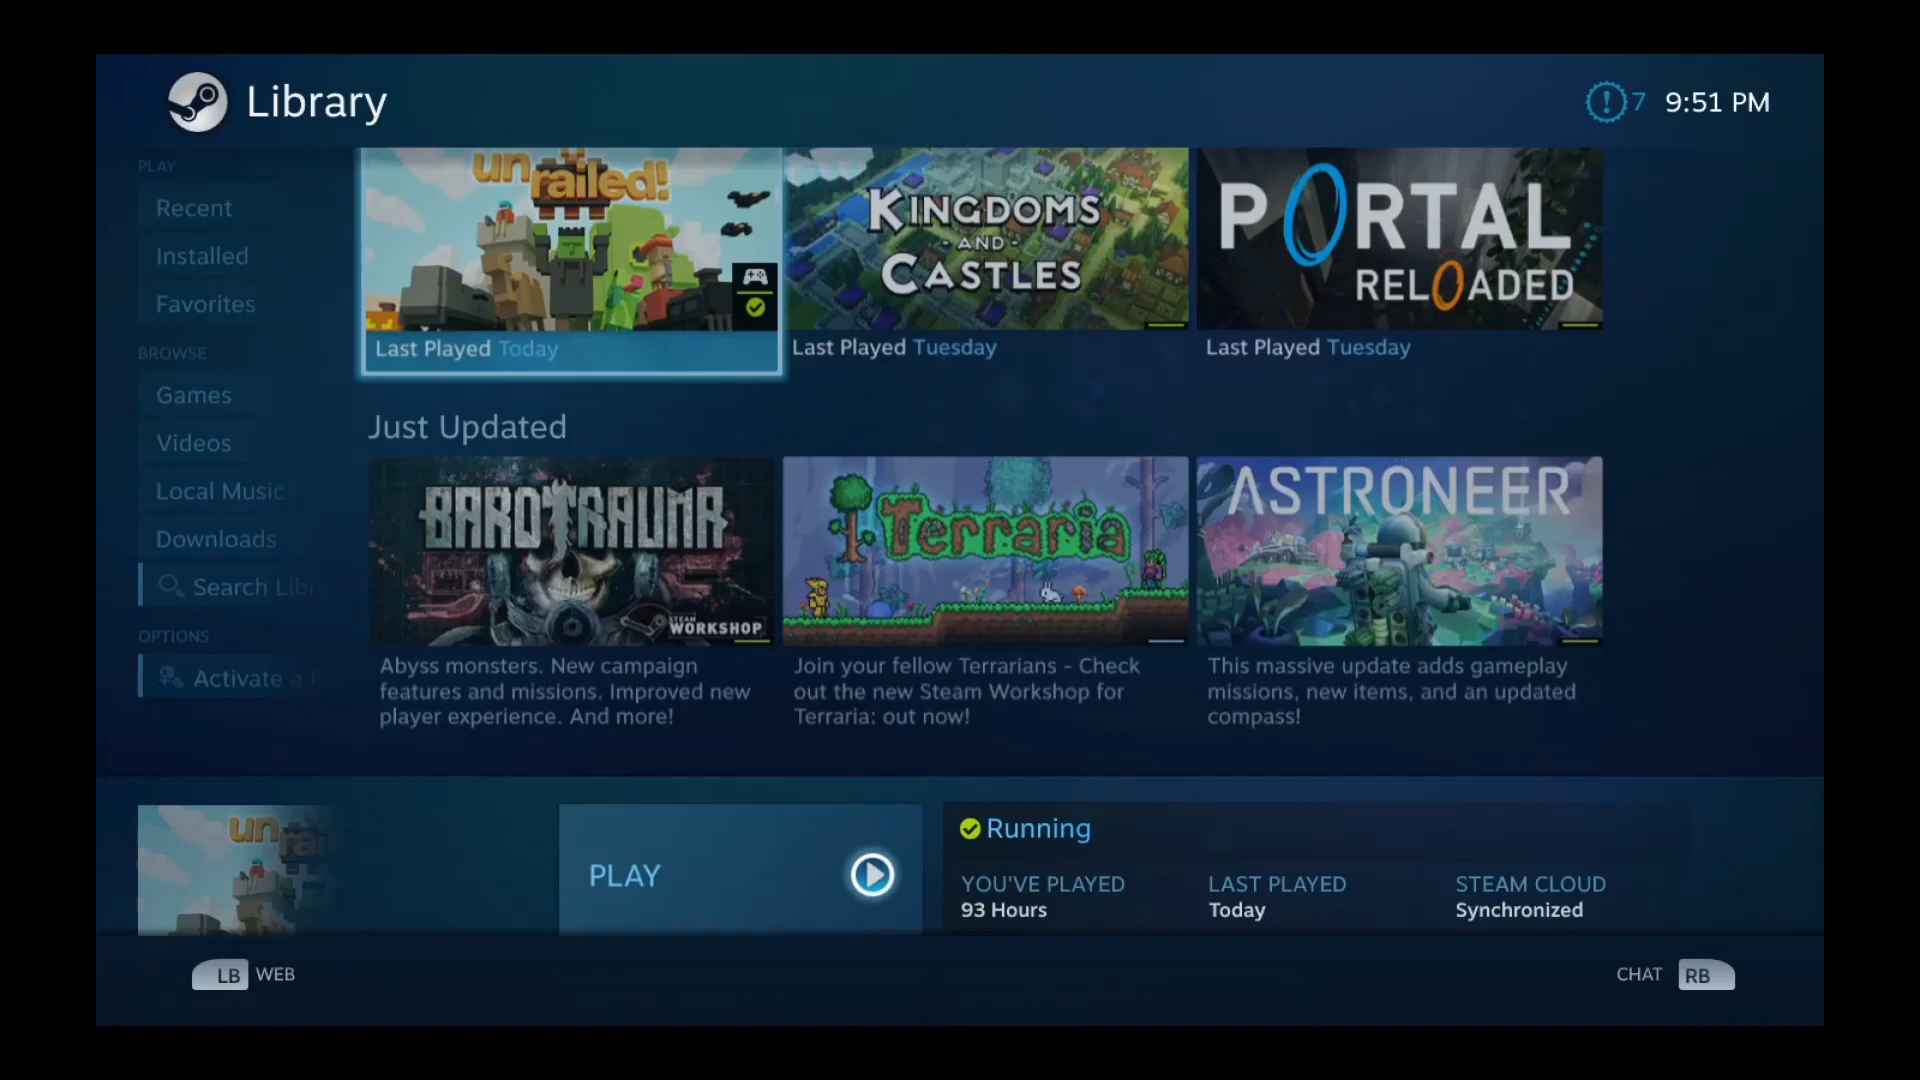 Library
7 9:51 PM
PLAY
Recent
Installed
Favorites
BROWSE
Games
Videos
Local Music
Downloads
Search Lib
OPTIONS
Activate a
unrailed!
Last Played Today
KINGDOMS
- AND -
CASTLES
Last Played Tuesday
PORTAL
RELOADED
Last Played Tuesday
Just Updated
BAROTRAUMA
STEAM
WORKSHOP
Abyss monsters. New campaign
features and missions. Improved new
player experience. And more!
Terraria
Join your fellow Terrarians - Check
out the new Steam Workshop for
Terraria: out now!
ASTRONEER
This massive update adds gameplay
missions, new items, and an updated
compass!
un
rai
PLAY
Running
YOU'VE PLAYED
93 Hours
LAST PLAYED
Today
STEAM CLOUD
Synchronized
LB WEB
CHAT RB